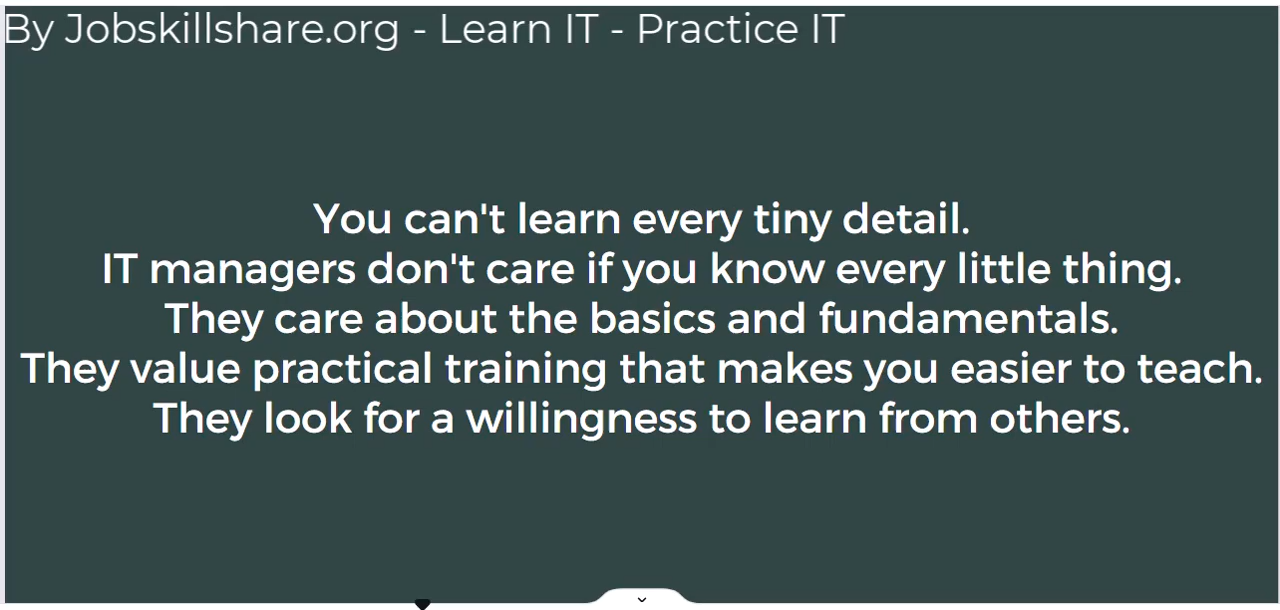 By Jobskillshare.org - Learn IT - Practice IT
You can't learn every tiny detail.
IT managers don't care if you know every little thing.
They care about the basics and fundamentals.
They value practical training that makes you easier to teach.
They look for a willingness to learn from others.